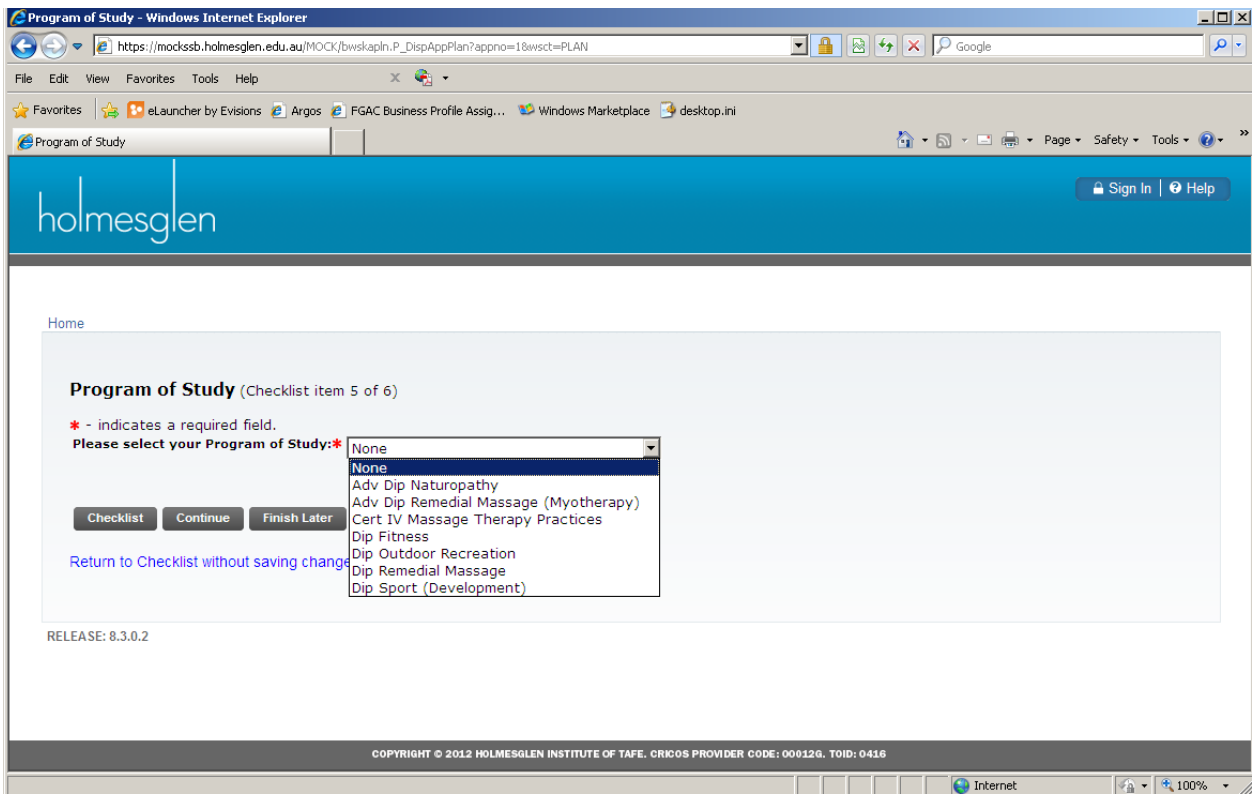 Program of Study - Windows Internet Explorer
https://mockssb.holmesglen.edu.au/MOCK/bwskapln.P_DispAppPlan?appno=1&wsct=PLAN
Google
File Edit View Favorites Tools Help
Favorites eLauncher by Evisions Argos FGAC Business Profile Assig... Windows Marketplace desktop.ini
Program of Study
Page Safety Tools »
holmesglen
Sign In | Help
Home
Program of Study (Checklist item 5 of 6)
* - indicates a required field.
Please select your Program of Study:* None
None
Adv Dip Naturopathy
Adv Dip Remedial Massage (Myotherapy)
Cert IV Massage Therapy Practices
Dip Fitness
Dip Outdoor Recreation
Dip Remedial Massage
Dip Sport (Development)
Checklist Continue Finish Later
Return to Checklist without saving change
RELEASE: 8.3.0.2
COPYRIGHT © 2012 HOLMESGLEN INSTITUTE OF TAFE. CRICOS PROVIDER CODE: 00012G. TOID: 0416
Internet 100%